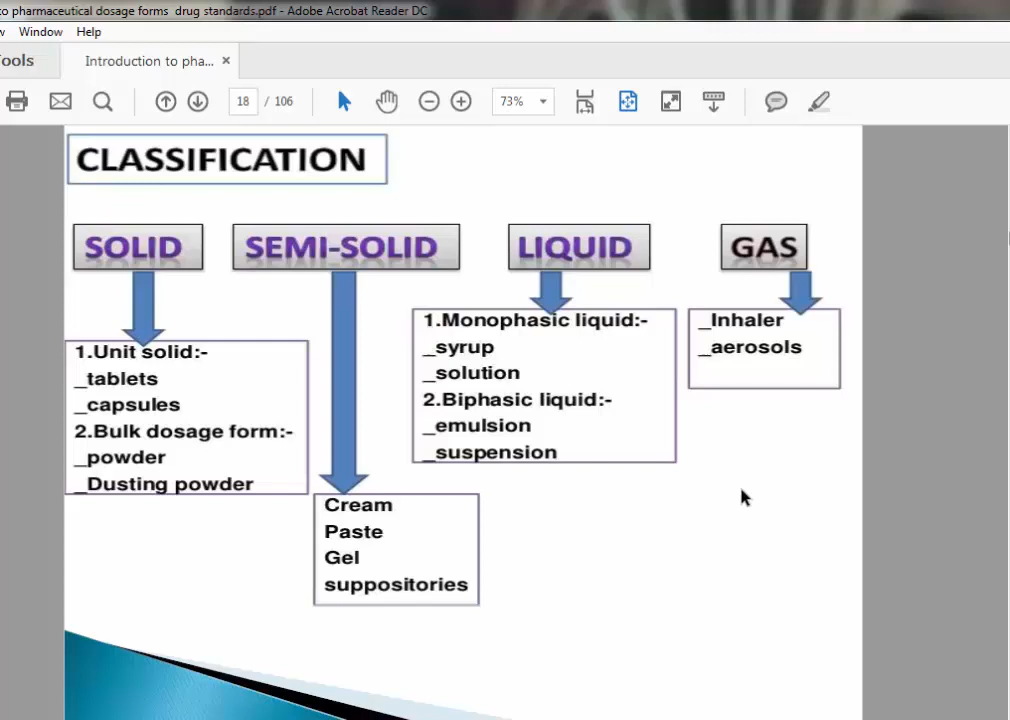 to pharmaceutical dosage forms  drug standards.pdf - Adobe Acrobat Reader DC
w Window Help
Tools Introduction to pha... ×
18 / 106 73%
CLASSIFICATION
SOLID SEMI-SOLID LIQUID GAS
1.Unit solid:-
_tablets
_capsules
2.Bulk dosage form:-
_powder
_Dusting powder
Cream
Paste
Gel
suppositories
1.Monophasic liquid:-
_syrup
_solution
2.Biphasic liquid:-
_emulsion
_suspension
_Inhaler
_aerosols